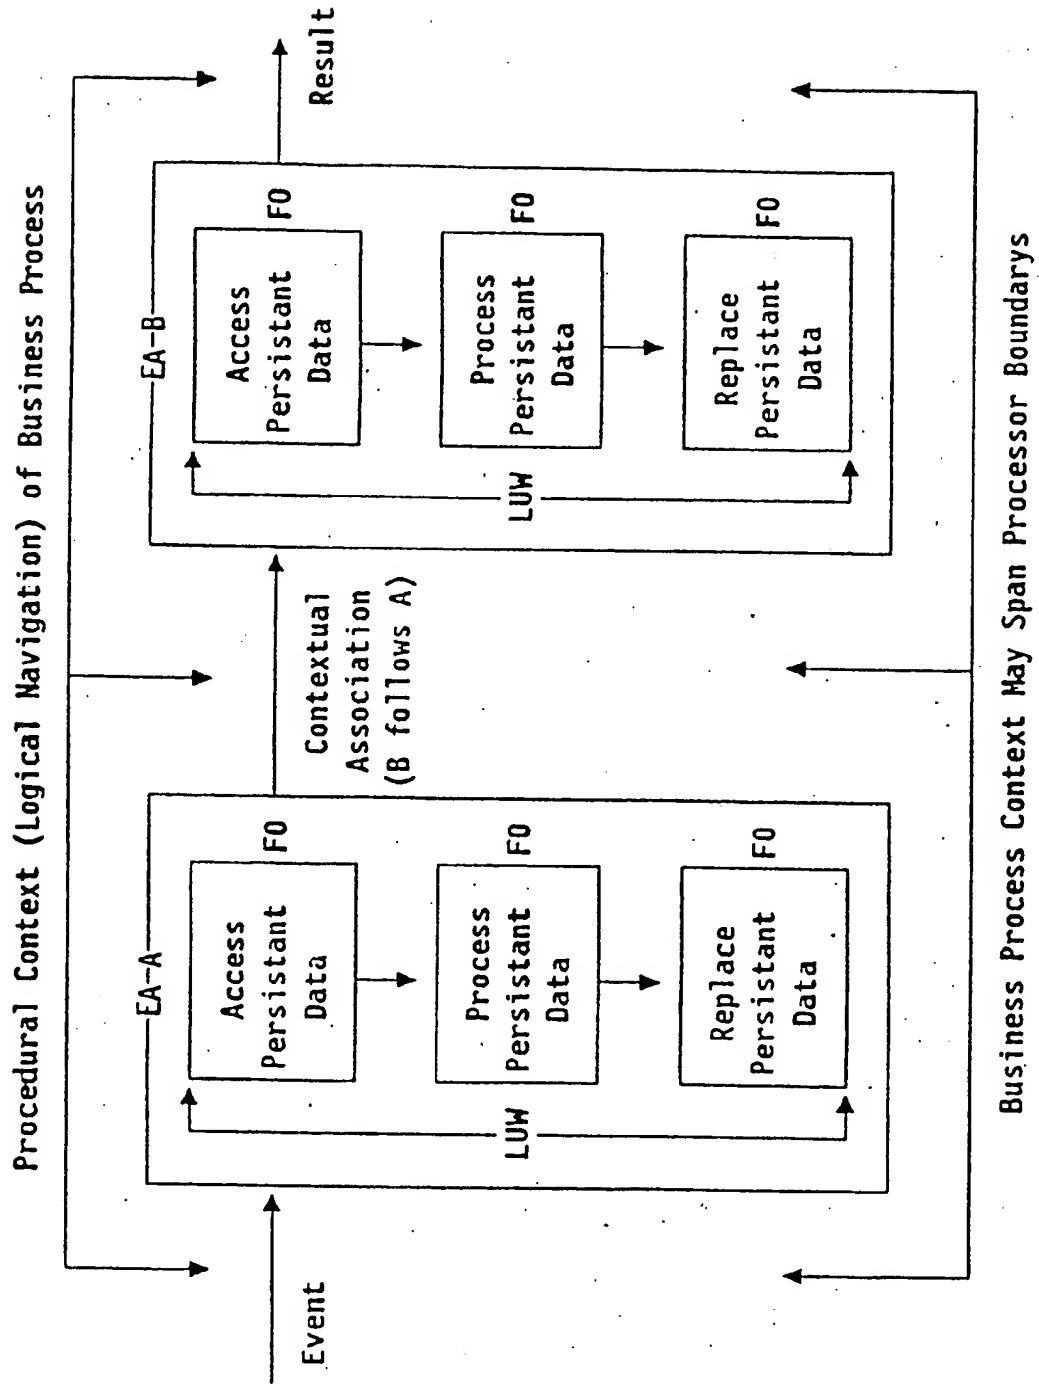 Procedural Context (Logical Navigation) of Business Process
EA-A
Access
Persistant
Data
FO
Process
Persistant
Data
FO
Replace
Persistant
Data
FO
LUW
Event
Contextual
Association
(B follows A)
EA-B
Access
Persistant
Data
FO
Process
Persistant
Data
FO
Replace
Persistant
Data
FO
LUW
Result
Business Process Context May Span Processor Boundarys